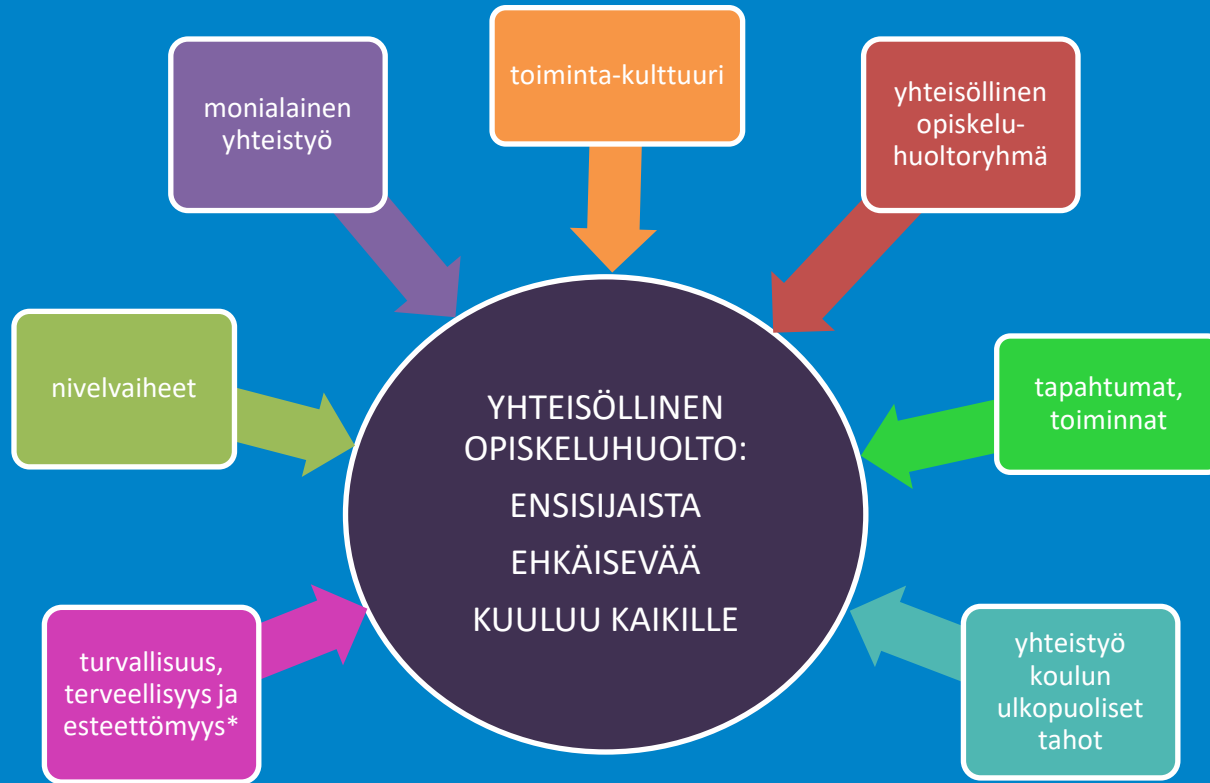 toiminta-kulttuuri
monialainen
yhteistyö
yhteisöllinen
opiskelu-
huoltoryhmä
nivelvaiheet
tapahtumat,
toiminnat
YHTEISÖLLINEN
OPISKELUHUOLTO:
ENSISIJAISTA
EHKÄISEVÄÄ
KUULUU KAIKILLE
turvallisuus,
terveellisyys ja
esteettömyys*
yhteistyö
koulun
ulkopuoliset
tahot